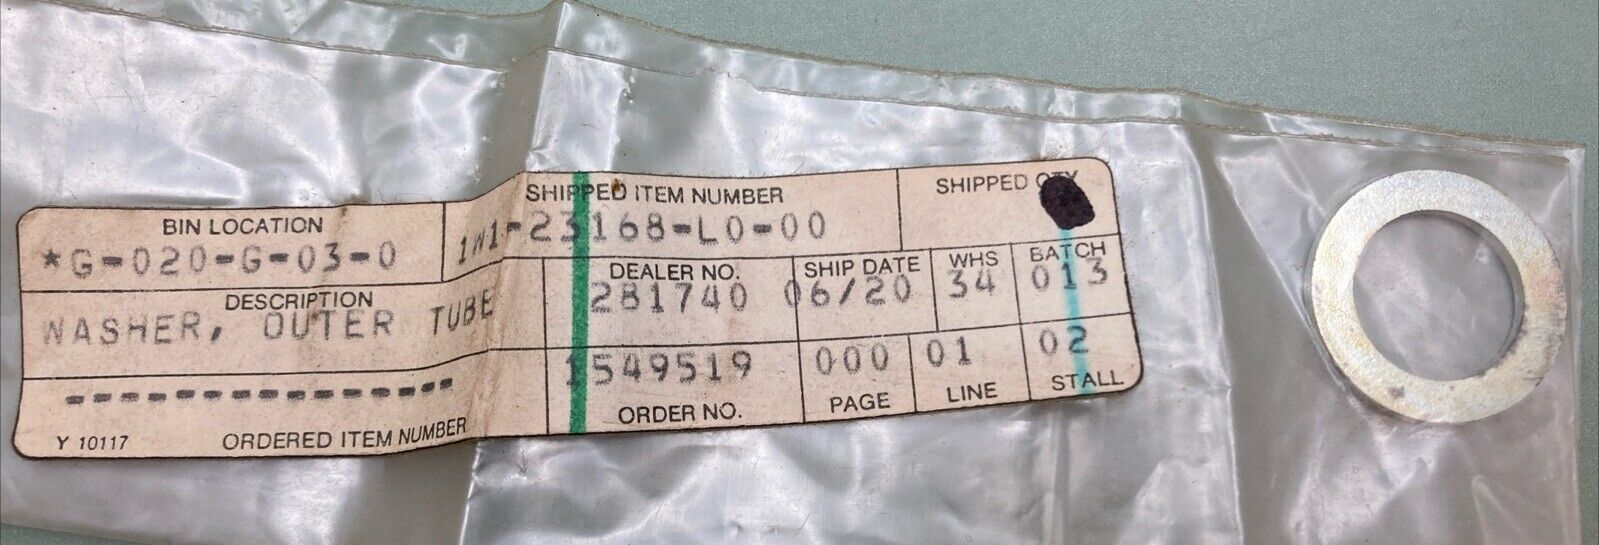 BIN LOCATION
*G-020-G-03-0
SHIPPED ITEM NUMBER
1W1-23168-L0-00
SHIPPED QTY
DESCRIPTION
WASHER, OUTER TUBE
DEALER NO.
281740
SHIP DATE
06/20
WHS
34
BATCH
013
---------------
Y 10117 ORDERED ITEM NUMBER
1549519
ORDER NO.
000
PAGE
01
LINE
02
STALL